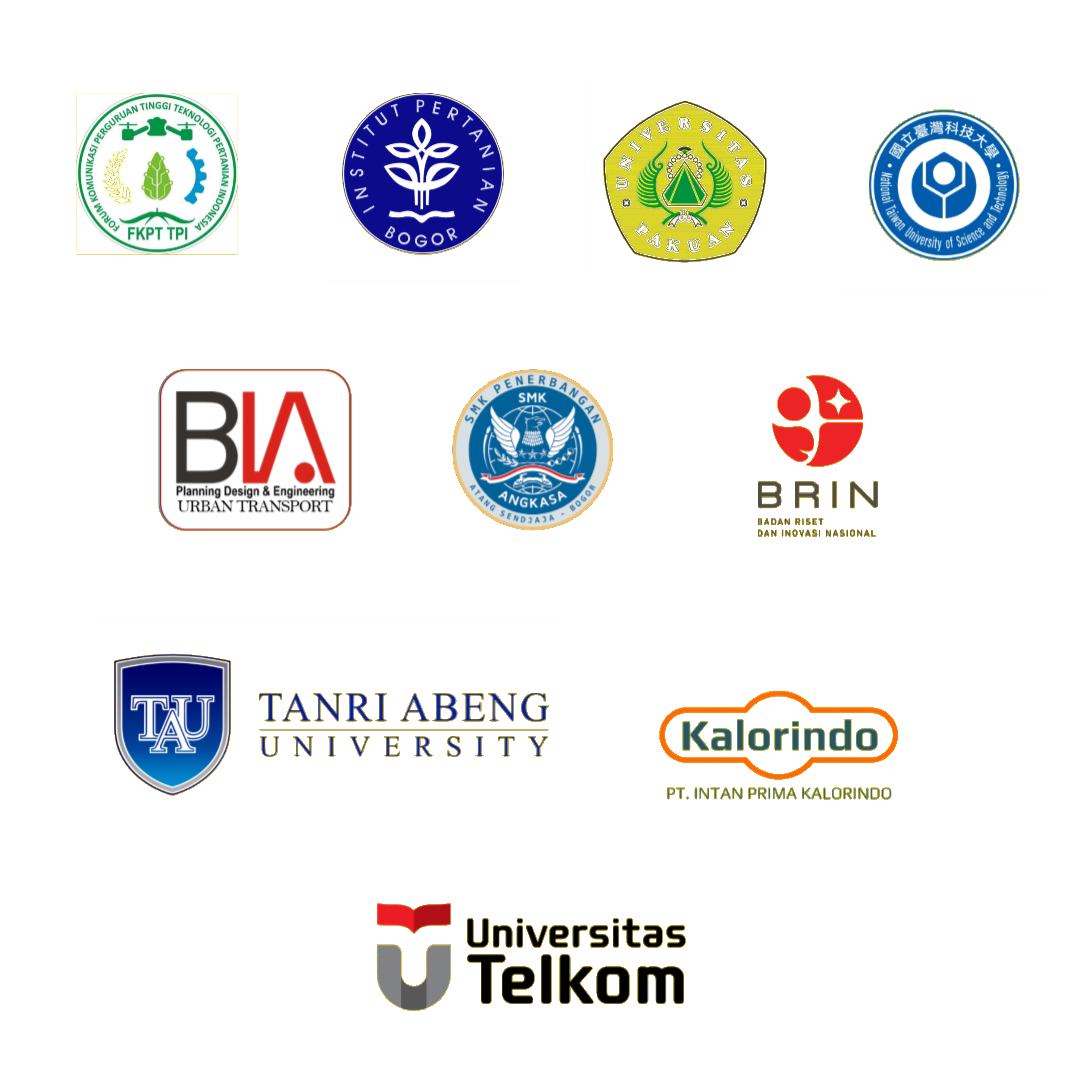 FORUM KOMUNIKASI PERGURUAN TINGGI TEKNOLOGI PERTANIAN INDONESIA
FKPT TPI
INSTITUT PERTANIAN
BOGOR
UNIVERSITAS
PAKUAN
國立臺灣科技大學
National Taiwan University of Science and Technology
BIA
Planning Design & Engineering
URBAN TRANSPORT
SMK PENERBANGAN
SMK
ANGKASA
ATANG SENDJAJA - BOGOR
BRIN
BADAN RISET
DAN INOVASI NASIONAL
TAU
TANRI ABENG
UNIVERSITY
Kalorindo
PT. INTAN PRIMA KALORINDO
Universitas
Telkom